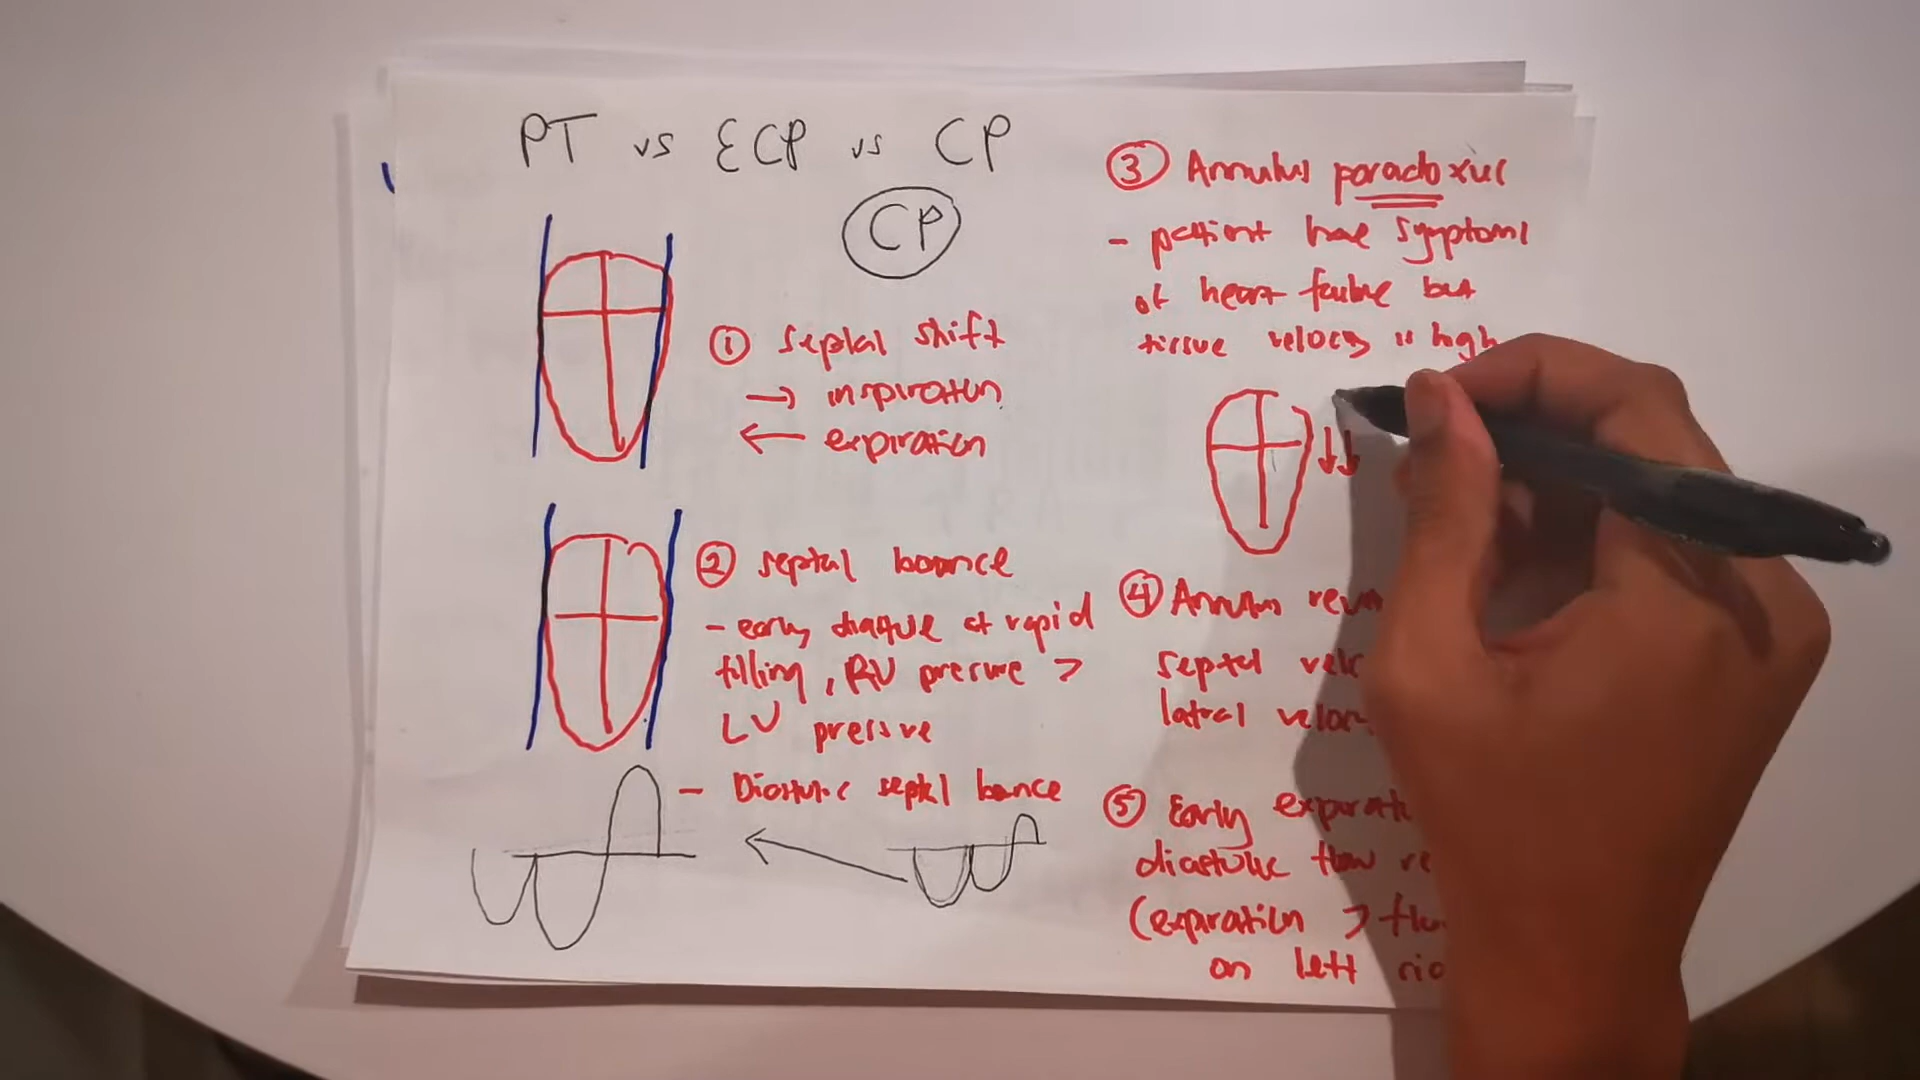 PT vs ECP vs CP
CP
① septal shift
→ inspiration
← expiration
② septal bounce
- early diastole at rapid
filling, RV pressure >
LV pressure
- Diastolic septal bounce
③ Annulus paradoxus
- patient have symptoms
of heart failure but
tissue velocity is high
④ Annulus
septal
lateral
⑤ Early
diastolic flow
(expiration > 
on left